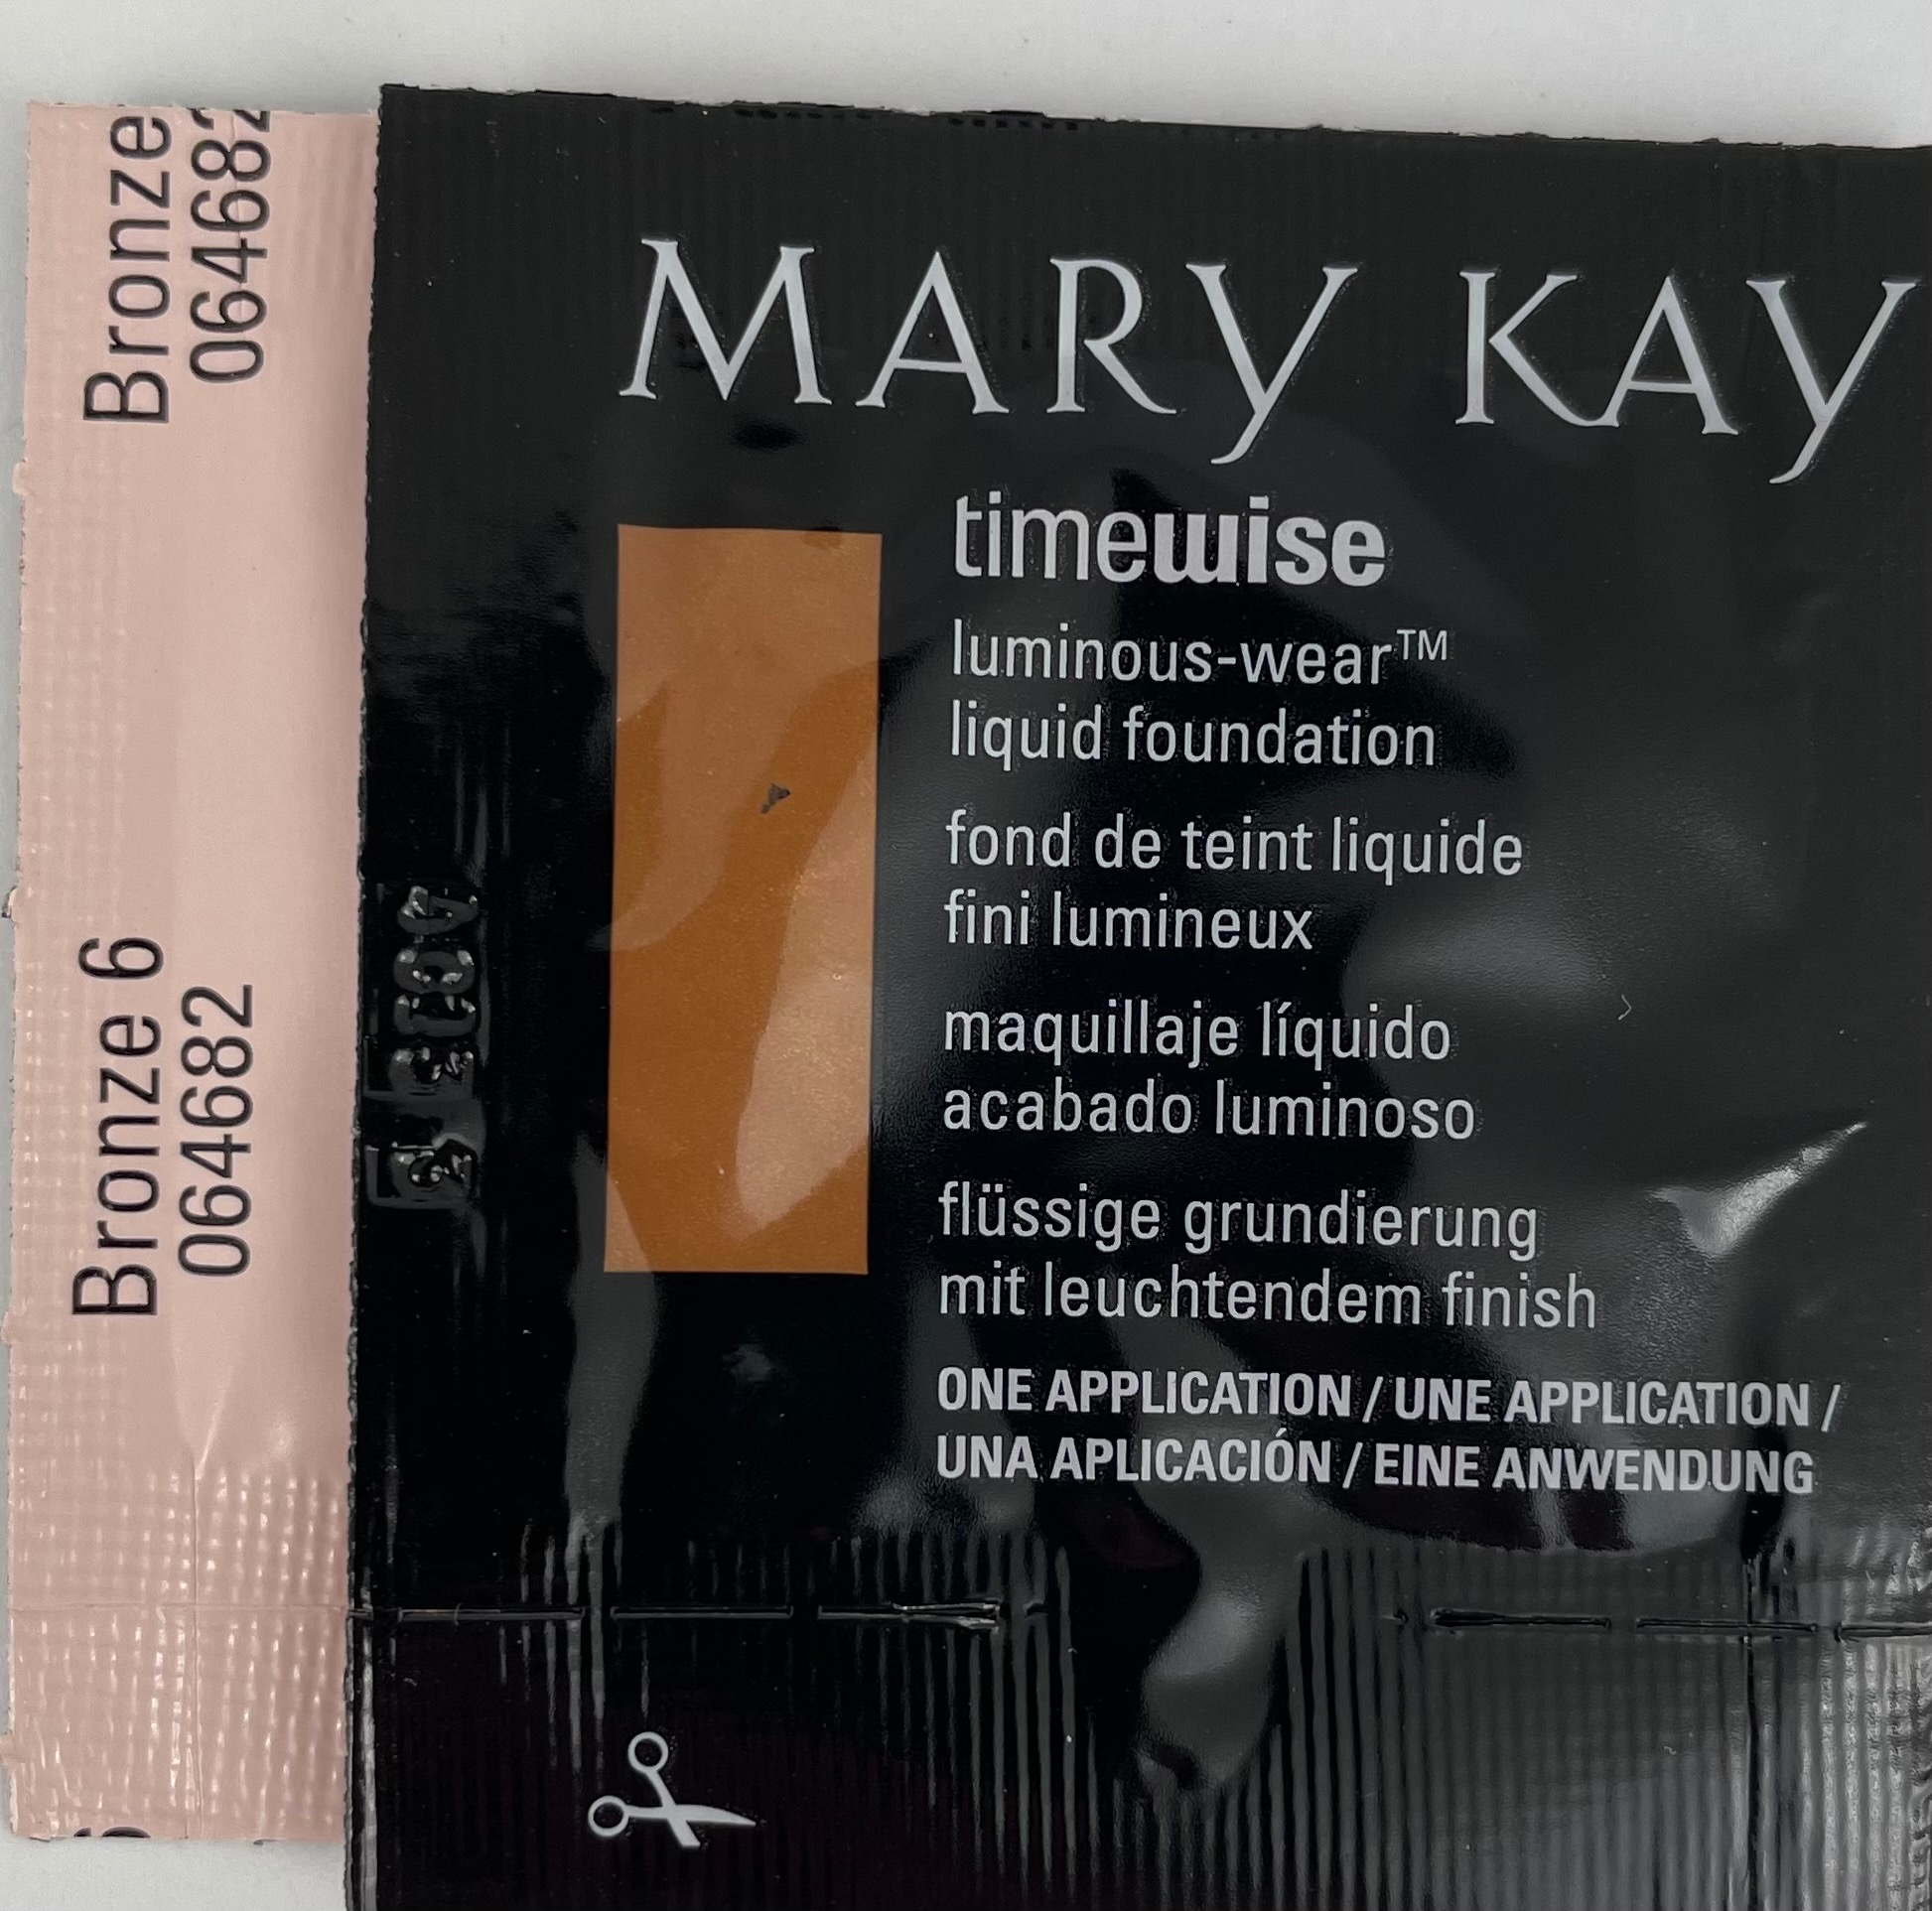 Bronze
064682
Bronze 6
064682
MARY KAY
timewise
luminous-wear™
liquid foundation
fond de teint liquide
fini lumineux
maquillaje líquido
acabado luminoso
flüssige grundierung
mit leuchtendem finish
ONE APPLICATION / UNE APPLICATION /
UNA APLICACIÓN / EINE ANWENDUNG